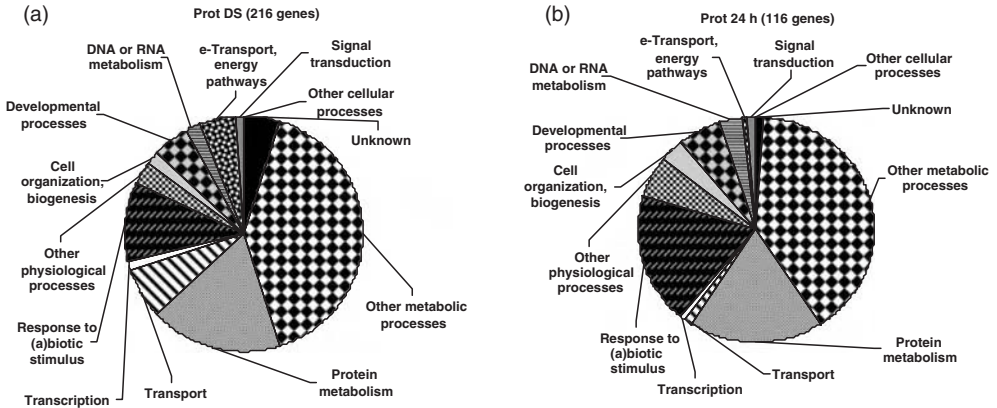 (a)
Prot DS (216 genes)
DNA or RNA
metabolism
e-Transport,
energy
pathways
Signal
transduction
Other cellular
processes
Unknown
Developmental
processes
Cell
organization,
biogenesis
Other
physiological
processes
Response to
(a)biotic
stimulus
Transcription
Transport
Protein
metabolism
Other metabolic
processes
(b)
Prot 24 h (116 genes)
e-Transport,
energy
pathways
Signal
transduction
Other cellular
processes
DNA or RNA
metabolism
Unknown
Developmental
processes
Cell
organization,
biogenesis
Other metabolic
processes
Other
physiological
processes
Response to
(a)biotic
stimulus
Transcription
Transport
Protein
metabolism